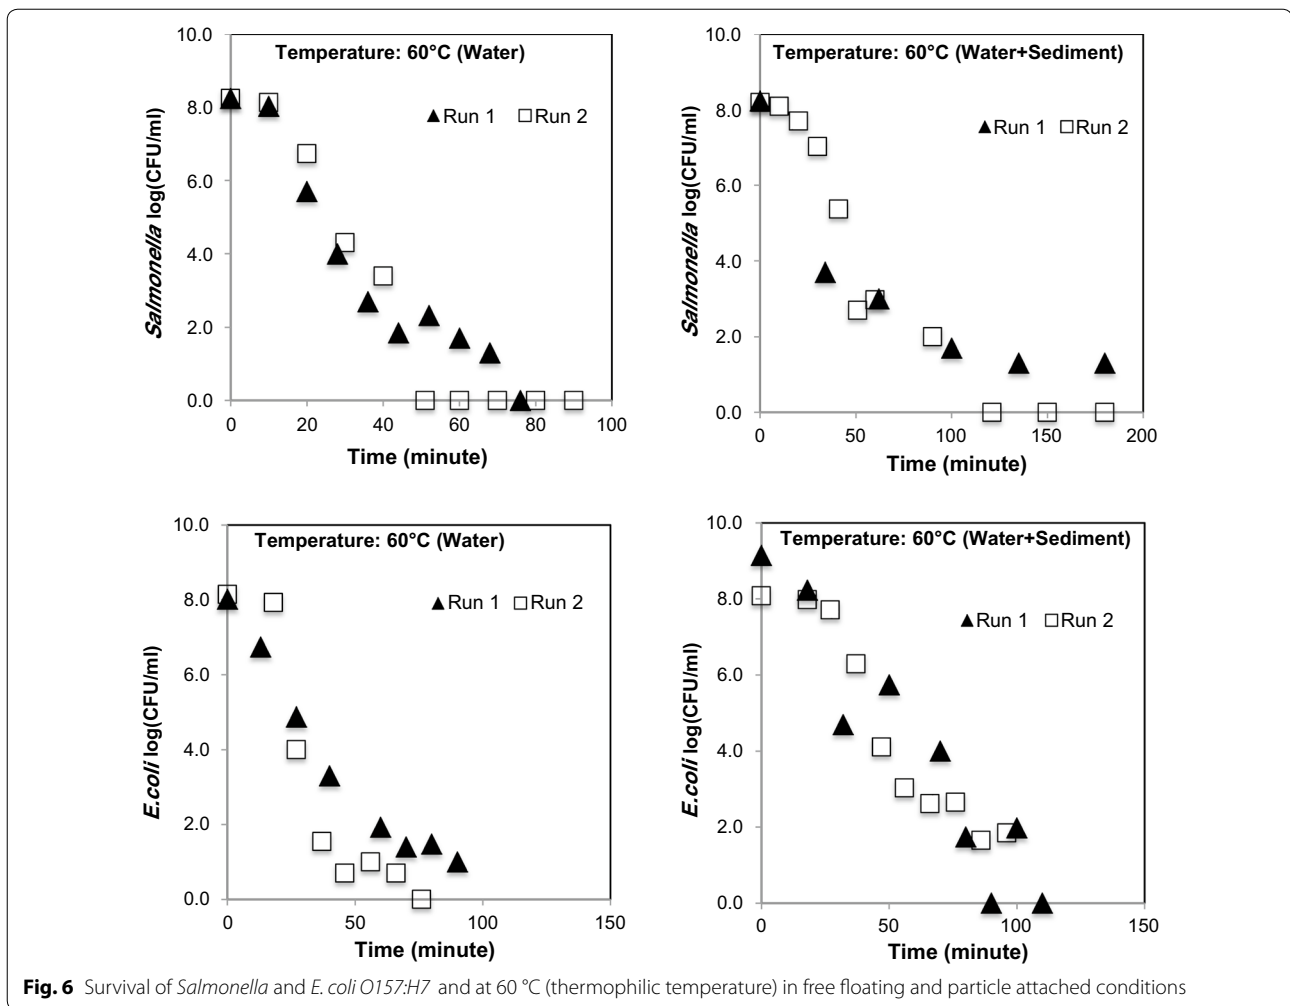 Temperature: 60°C (Water)
Run 1 Run 2
Salmonella log(CFU/ml)
10.0
8.0
6.0
4.0
2.0
0.0
0 20 40 60 80 100
Time (minute)
Temperature: 60°C (Water+Sediment)
Run 1 Run 2
Salmonella log(CFU/ml)
10.0
8.0
6.0
4.0
2.0
0.0
0 50 100 150 200
Time (minute)
Temperature: 60°C (Water)
Run 1 Run 2
E.coli log(CFU/ml)
10.0
8.0
6.0
4.0
2.0
0.0
0 50 100 150
Time (minute)
Temperature: 60°C (Water+Sediment)
Run 1 Run 2
E.coli log(CFU/ml)
10.0
8.0
6.0
4.0
2.0
0.0
0 50 100 150
Time (minute)
Fig. 6 Survival of Salmonella and E. coli O157:H7 and at 60 °C (thermophilic temperature) in free floating and particle attached conditions